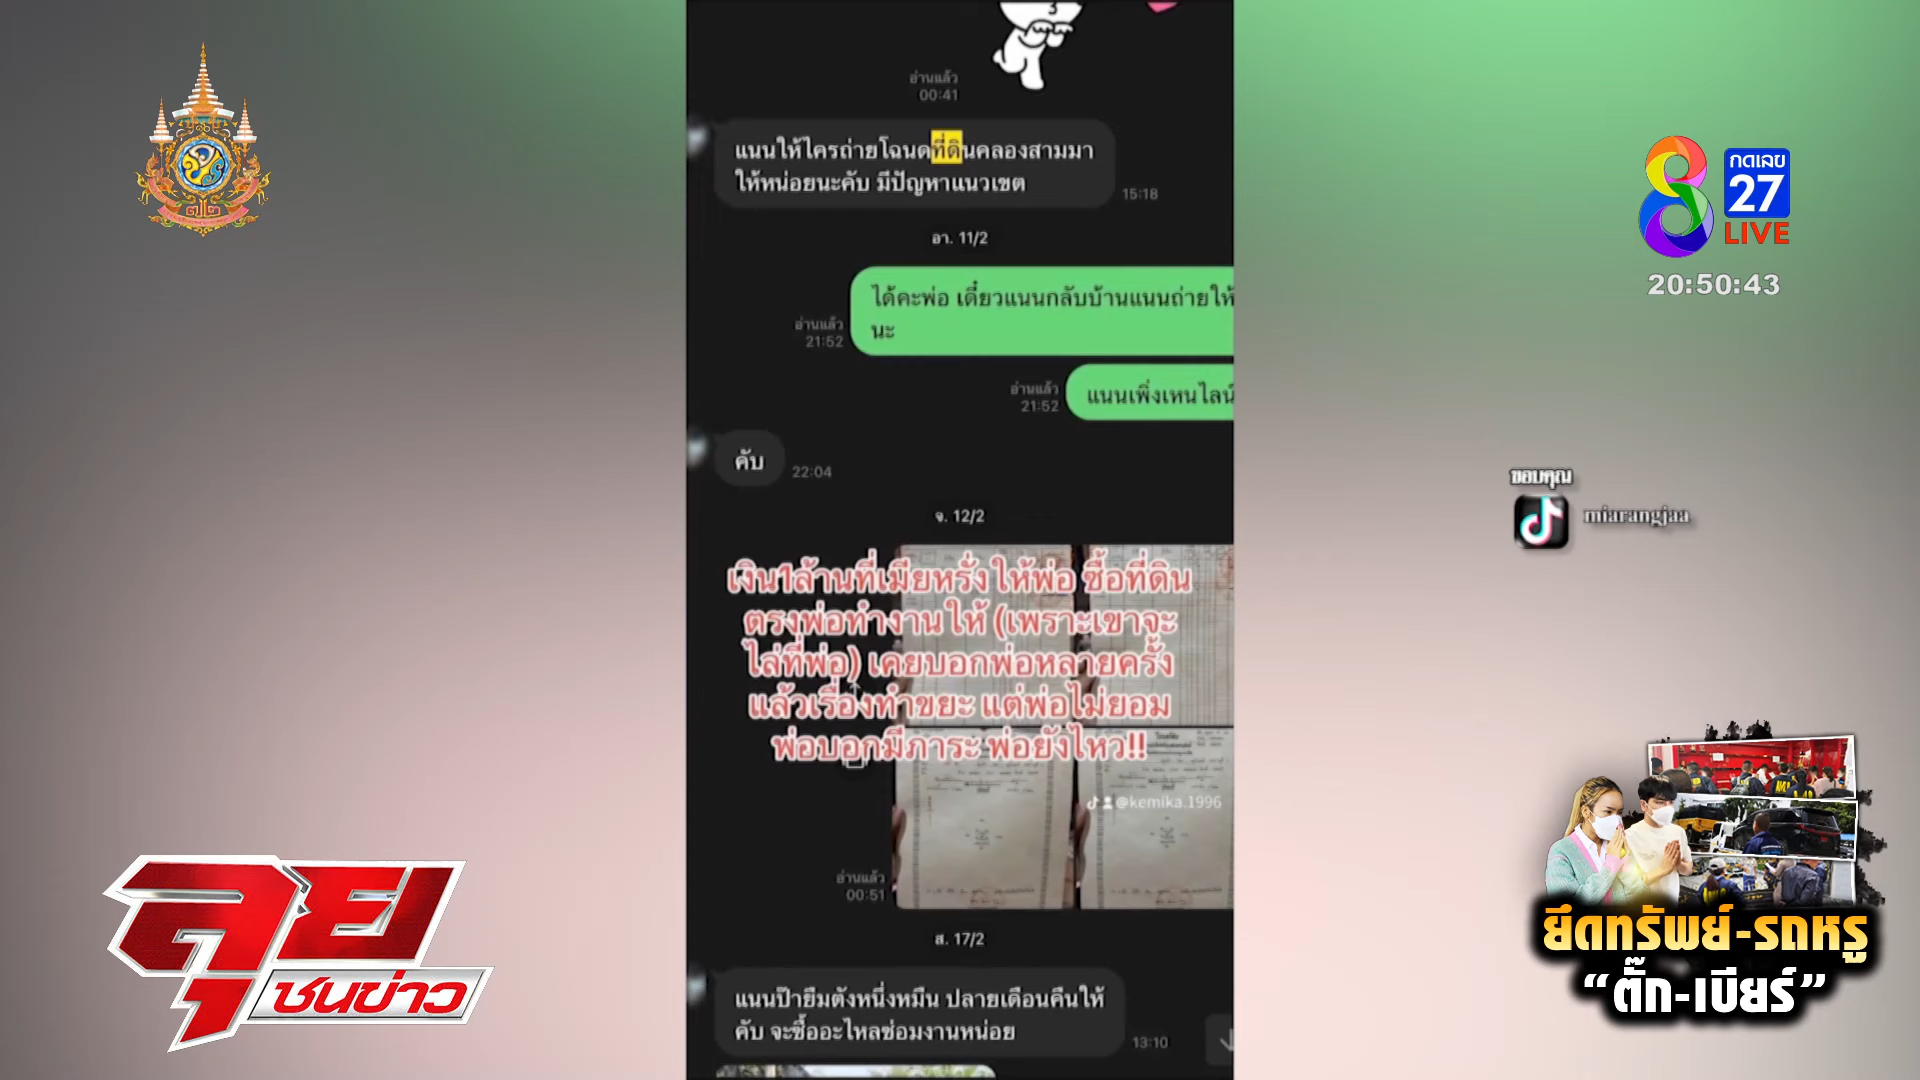 อ่านแล้ว
00:41
แนนให้ใครถ่ายโฉนดที่ดินคลองสามมา
ให้หน่อยนะคับ มีปัญหาแนวเขต
15:18
อา. 11/2
ได้คะพ่อ เดี๋ยวแนนกลับบ้านแนนถ่ายให้
นะ
อ่านแล้ว
21:52
แนนเพิ่งเหนไลน์
อ่านแล้ว
21:52
คับ
22:04
จ. 12/2
เงิน1ล้านที่เมียหรั่งให้พ่อ ซื้อที่ดิน
ตรงพ่อทำงานให้ (เพราะเขาจะ
ไล่ที่พ่อ) เคยบอกพ่อหลายครั้ง
แล้วเรื่องทำขยะ แต่พ่อไม่ยอม
พ่อบอกมีภาระ พ่อยังไหว!!
@kemika.1996
อ่านแล้ว
00:51
ส. 17/2
แนนป๊ายืมตังหนึ่งหมื่น ปลายเดือนคืนให้
คับ จะซื้ออะไหลซ่อมงานหน่อย
13:10
8
กดเลข
27
LIVE
20:50:43
ขอบคุณ
miarangjaa
ลุย
ชนข่าว
ยึดทรัพย์-รถหรู
“ตั๊ก-เบียร์”